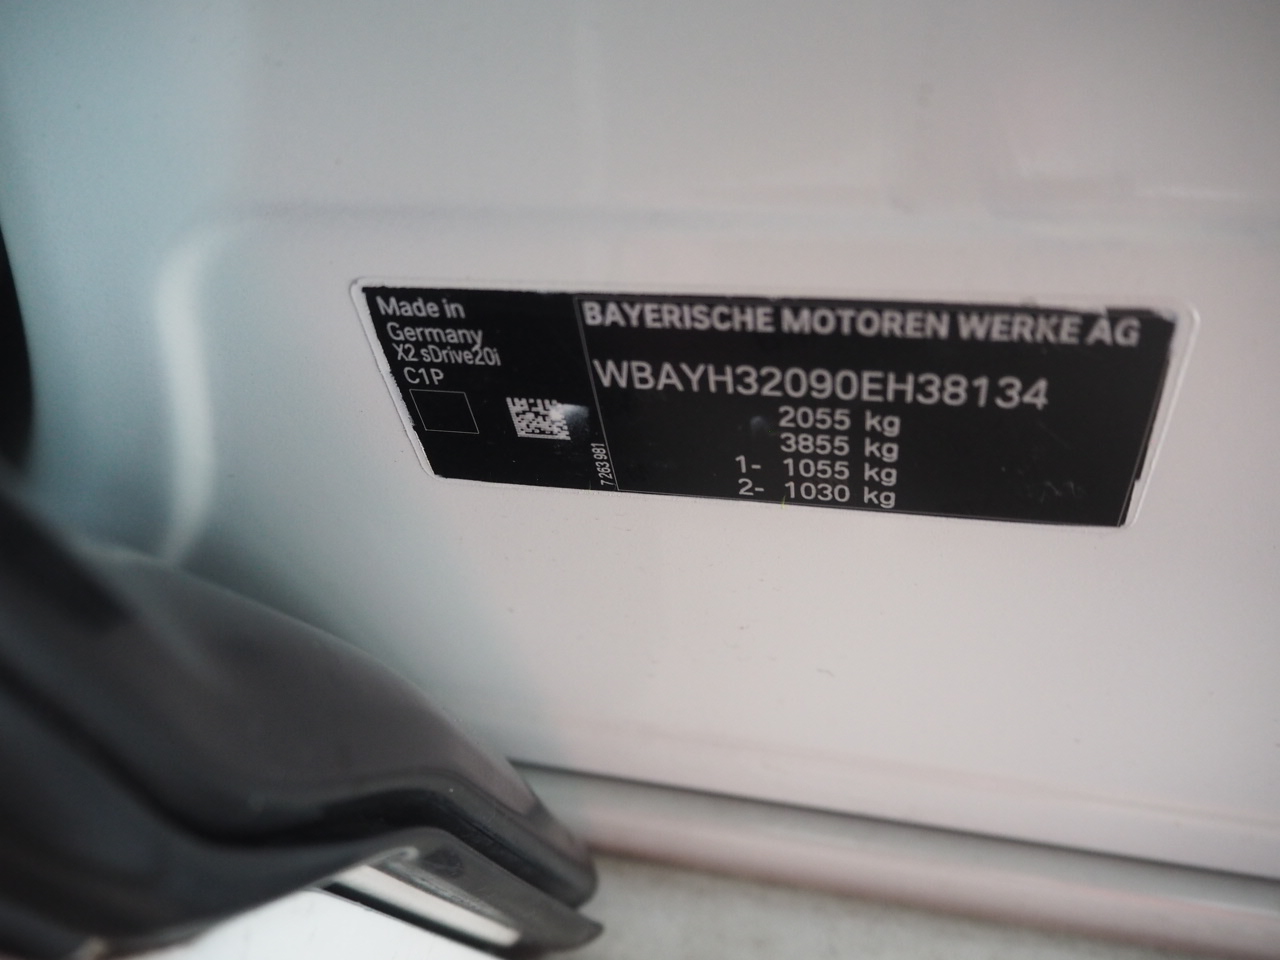 Made in
Germany
X2 sDrive20i
C1P
7 263 981
BAYERISCHE MOTOREN WERKE AG
WBAYH32090EH38134
2055 kg
3855 kg
1- 1055 kg
2- 1030 kg